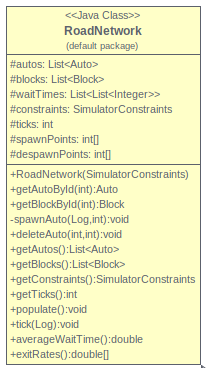 <<Java Class>>
RoadNetwork
(default package)
#autos: List<Auto>
#blocks: List<Block>
#waitTimes: List<List<Integer>>
#constraints: SimulatorConstraints
#ticks: int
#spawnPoints: int[]
#despawnPoints: int[]
+RoadNetwork(SimulatorConstraints)
+getAutoById(int):Auto
+getBlockById(int):Block
-spawnAuto(Log,int):void
+deleteAuto(int,int):void
+getAutos():List<Auto>
+getBlocks():List<Block>
+getConstraints():SimulatorConstraints
+getTicks():int
+populate():void
+tick(Log):void
+averageWaitTime():double
+exitRates():double[]